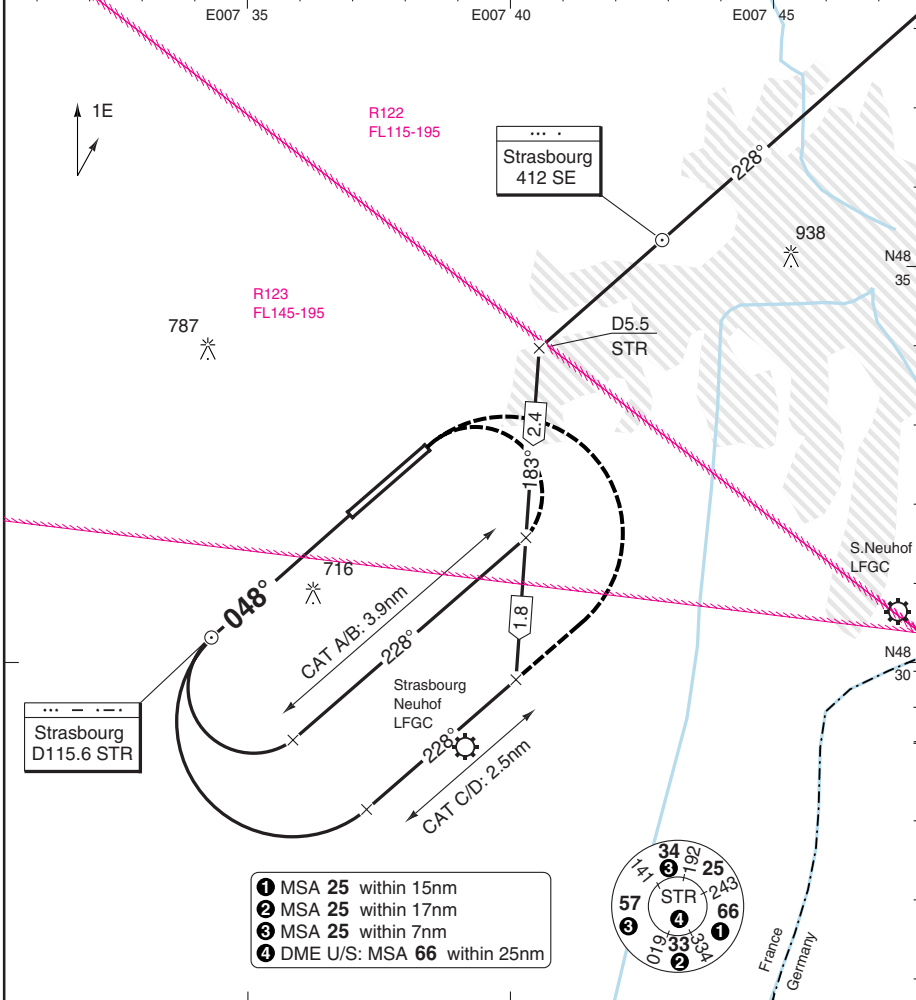 E007 35
E007 40
E007 45
1E
R122
FL115-195
Strasbourg
412 SE
228°
938
N48
35
R123
FL145-195
787
D5.5
STR
2.4
183°
S.Neuhof
LFGC
716
048°
CAT A/B: 3.9nm
1.8
228°
N48
30
Strasbourg
Neuhof
LFGC
Strasbourg
D115.6 STR
228°
CAT C/D: 2.5nm
1 MSA 25 within 15nm
2 MSA 25 within 17nm
3 MSA 25 within 7nm
4 DME U/S: MSA 66 within 25nm
34
3
192
25
141
243
STR
57
3
4
66
1
019
33
2
334
France
Germany